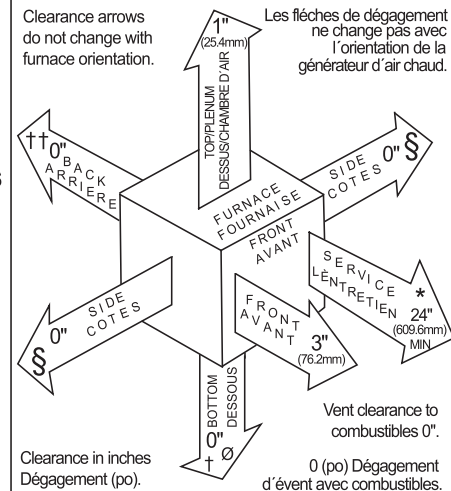 Clearance arrows
do not change with
furnace orientation.
Les fléches de dégagement
ne change pas avec
l´orientation de la
générateur d´air chaud.
1"
(25.4mm)
TOP/PLENUM
DESSUS/CHAMBRE D´AIR
††0"
BACK
ARRIERE
SIDE
COTES
0" §
FURNACE
FOURNAISE
FRONT
AVANT
SERVICE
LÈNTRETIEN
*
24"
(609.6mm)
MIN
SIDE
COTES
§ 0"
FRONT
AVANT
3"
(76.2mm)
BOTTOM
DESSOUS
0"
† Ø
Vent clearance to
combustibles 0".
Clearance in inches
Dégagement (po).
0 (po) Dégagement
d´évent avec combustibles.